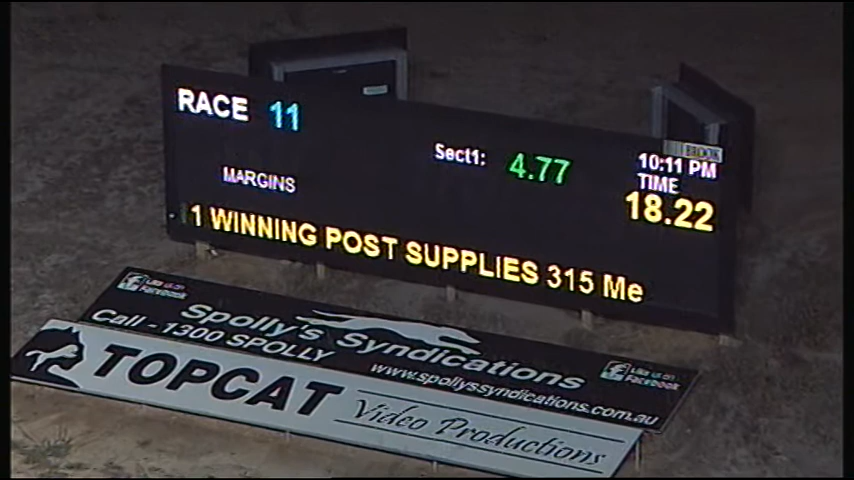 RACE 11
Sect1: 4.77
10:11 PM
MARGINS
TIME
18.22
1 WINNING POST SUPPLIES 315 Me
BROOK
Like us on
Facebook
Spolly's Syndications
Call - 1300 SPOLLY
www.spollyssyndications.com.au
Like us on
Facebook
TOPCAT
Video Productions